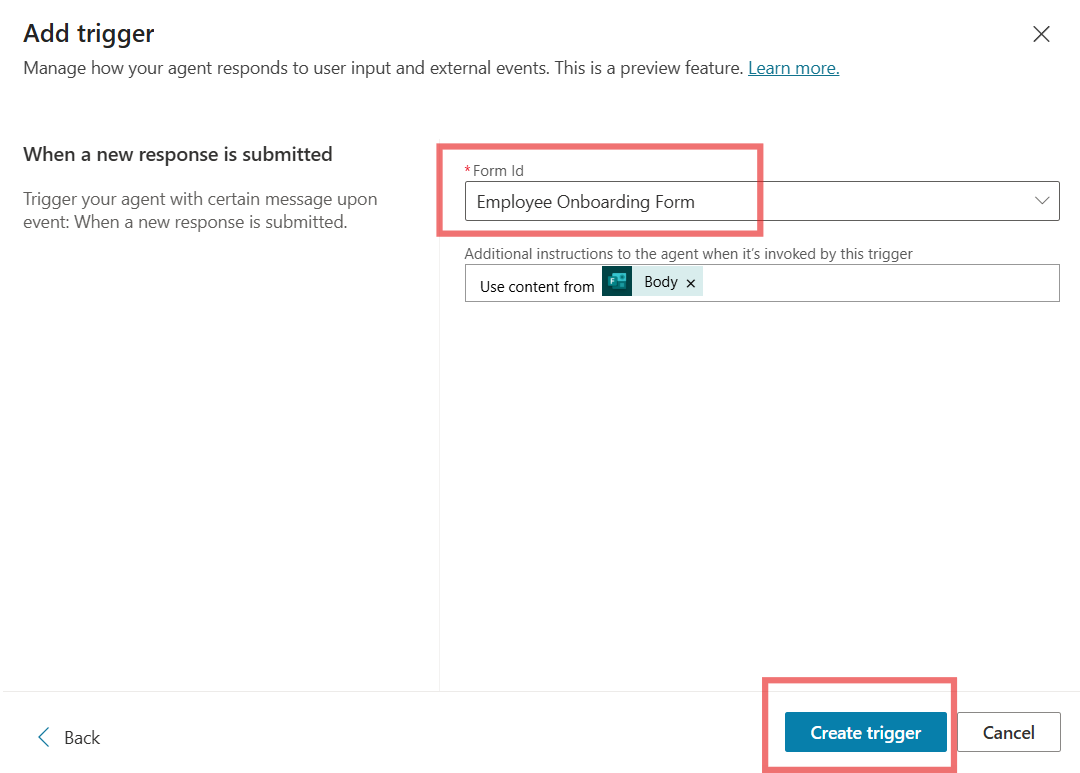 Add trigger
Manage how your agent responds to user input and external events. This is a preview feature. Learn more.
When a new response is submitted
Trigger your agent with certain message upon
event: When a new response is submitted.
* Form Id
Employee Onboarding Form
Additional instructions to the agent when it's invoked by this trigger
Use content from F Body ×
Back
Create trigger
Cancel